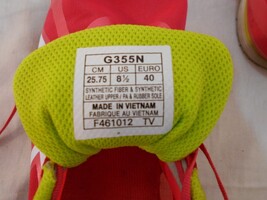 G355N
CM US EURO
25.75 8½ 40
SYNTHETIC FIBER & SYNTHETIC
LEATHER UPPER / PA & RUBBER SOLE
MADE IN VIETNAM
FABRIQUE AU VIETNAM
F461012 TV